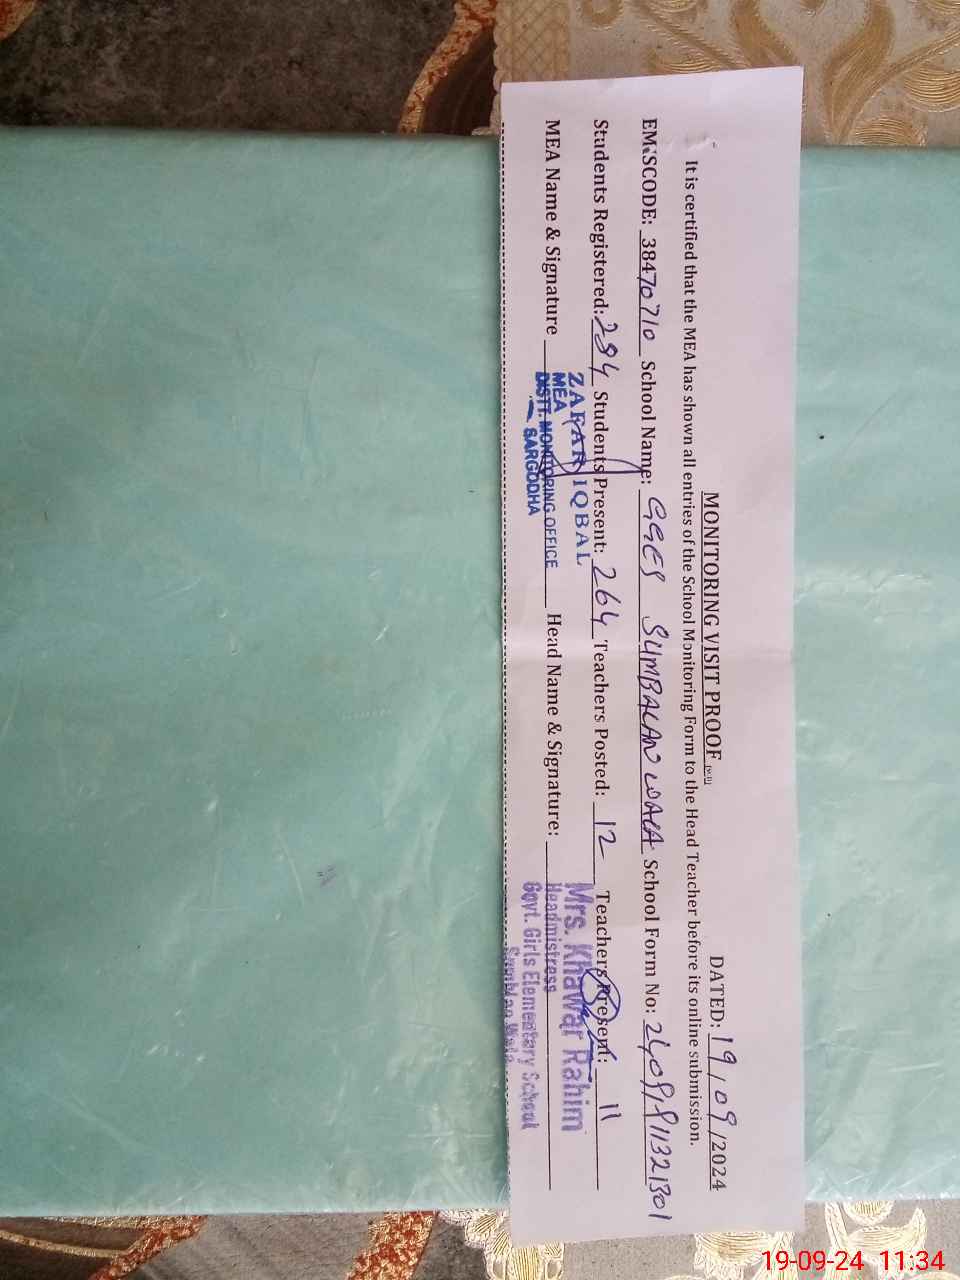 MONITORING VISIT PROOF
DATED: 19/09/2024
It is certified that the MEA has shown all entries of the School Monitoring Form to the Head Teacher before its online submission.
EMISCODE: 38470710 School Name: GGES SUMBALAN WALA School Form No:
Students Registered: 284 Students Present: 264 Teachers Posted: 12 Teachers Present: 11
MEA Name & Signature
ZAFAR IQBAL
MEA
DISTT. MONITORING OFFICE
SARGODHA
Head Name & Signature:
Mrs. Khawar Rahim
Headmistress
Govt. Girls Elementary School
Sumblan Wala
19-09-24 11:34